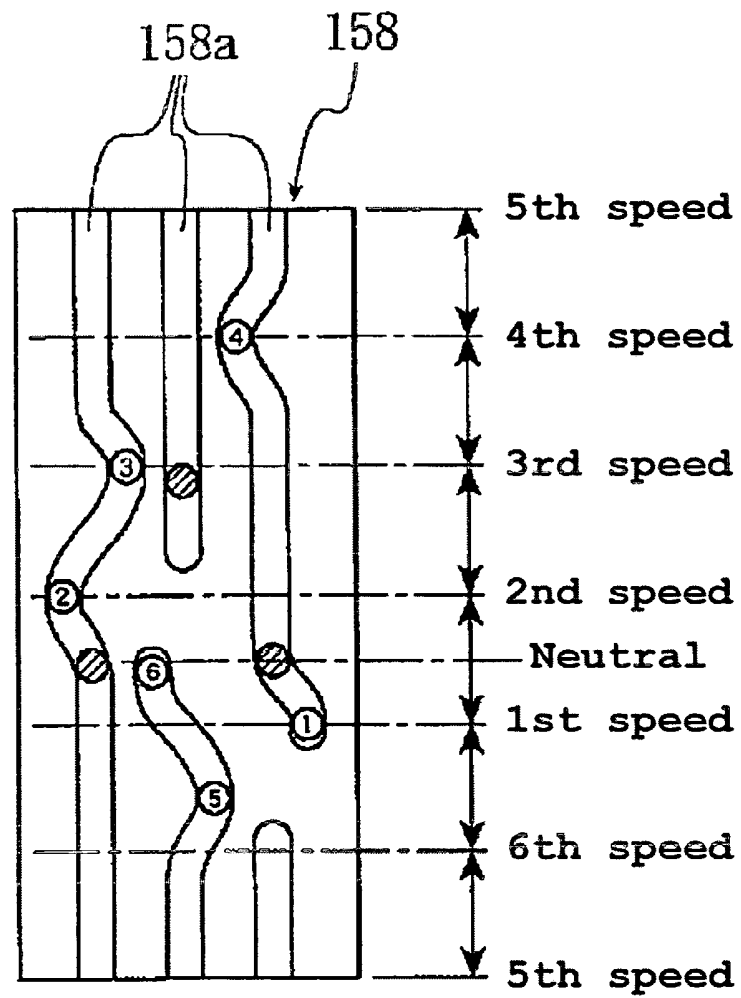 158a
158
5th speed
4 4th speed
3 3rd speed
2 2nd speed
6 Neutral
1 1st speed
5
6th speed
5th speed